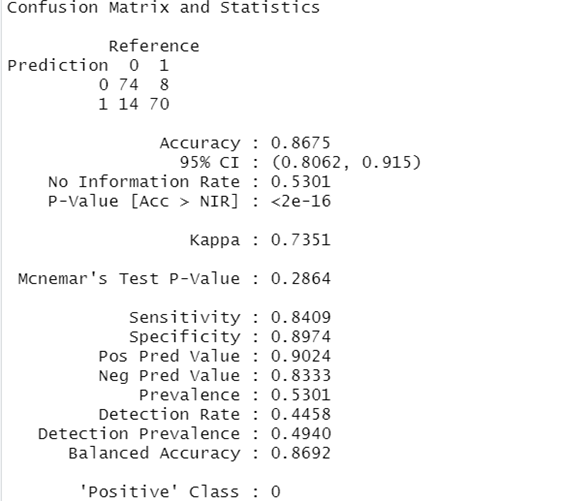 Confusion Matrix and Statistics
Reference
Prediction 0 1
0 74 8
1 14 70
Accuracy : 0.8675
95% CI : (0.8062, 0.915)
No Information Rate : 0.5301
P-Value [Acc > NIR] : <2e-16
Kappa : 0.7351
Mcnemar's Test P-Value : 0.2864
Sensitivity : 0.8409
Specificity : 0.8974
Pos Pred Value : 0.9024
Neg Pred Value : 0.8333
Prevalence : 0.5301
Detection Rate : 0.4458
Detection Prevalence : 0.4940
Balanced Accuracy : 0.8692
'Positive' Class : 0